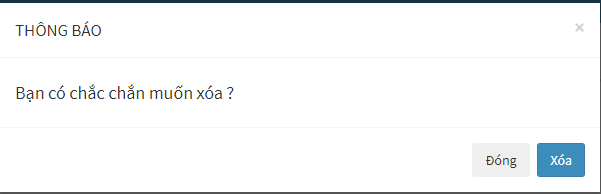 THÔNG BÁO
×
Bạn có chắc chắn muốn xóa ?
Đóng
Xóa